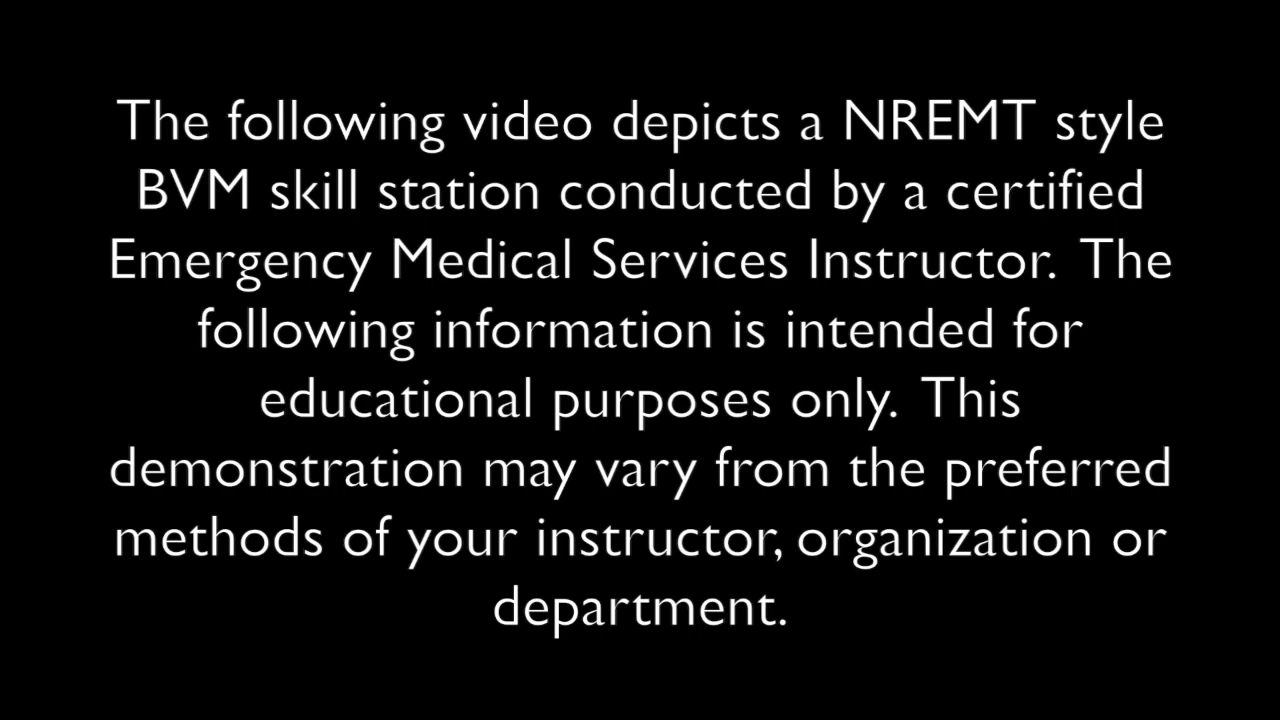 The following video depicts a NREMT style
BVM skill station conducted by a certified
Emergency Medical Services Instructor.  The
following information is intended for
educational purposes only.  This
demonstration may vary from the preferred
methods of your instructor, organization or
department.